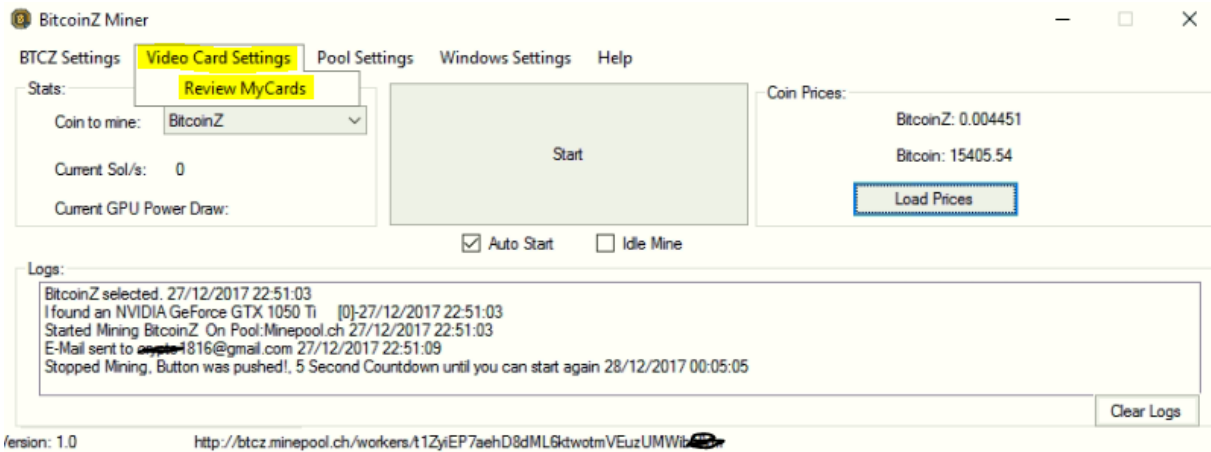 BitcoinZ Miner
BTCZ Settings Video Card Settings Pool Settings Windows Settings Help
Review MyCards
Stats:
Coin to mine: BitcoinZ
Current Sol/s: 0
Current GPU Power Draw:
Start
Auto Start Idle Mine
Coin Prices:
BitcoinZ: 0.004451
Bitcoin: 15405.54
Load Prices
Logs:
BitcoinZ selected. 27/12/2017 22:51:03
I found an NVIDIA GeForce GTX 1050 Ti [0]-27/12/2017 22:51:03
Started Mining BitcoinZ On Pool:Minepool.ch 27/12/2017 22:51:03
E-Mail sent to 1816@gmail.com 27/12/2017 22:51:09
Stopped Mining, Button was pushed!, 5 Second Countdown until you can start again 28/12/2017 00:05:05
Clear Logs
Version: 1.0 http://btcz.minepool.ch/workers/t1ZyiEP7aehD8dML6ktwotmVEuzUMWib